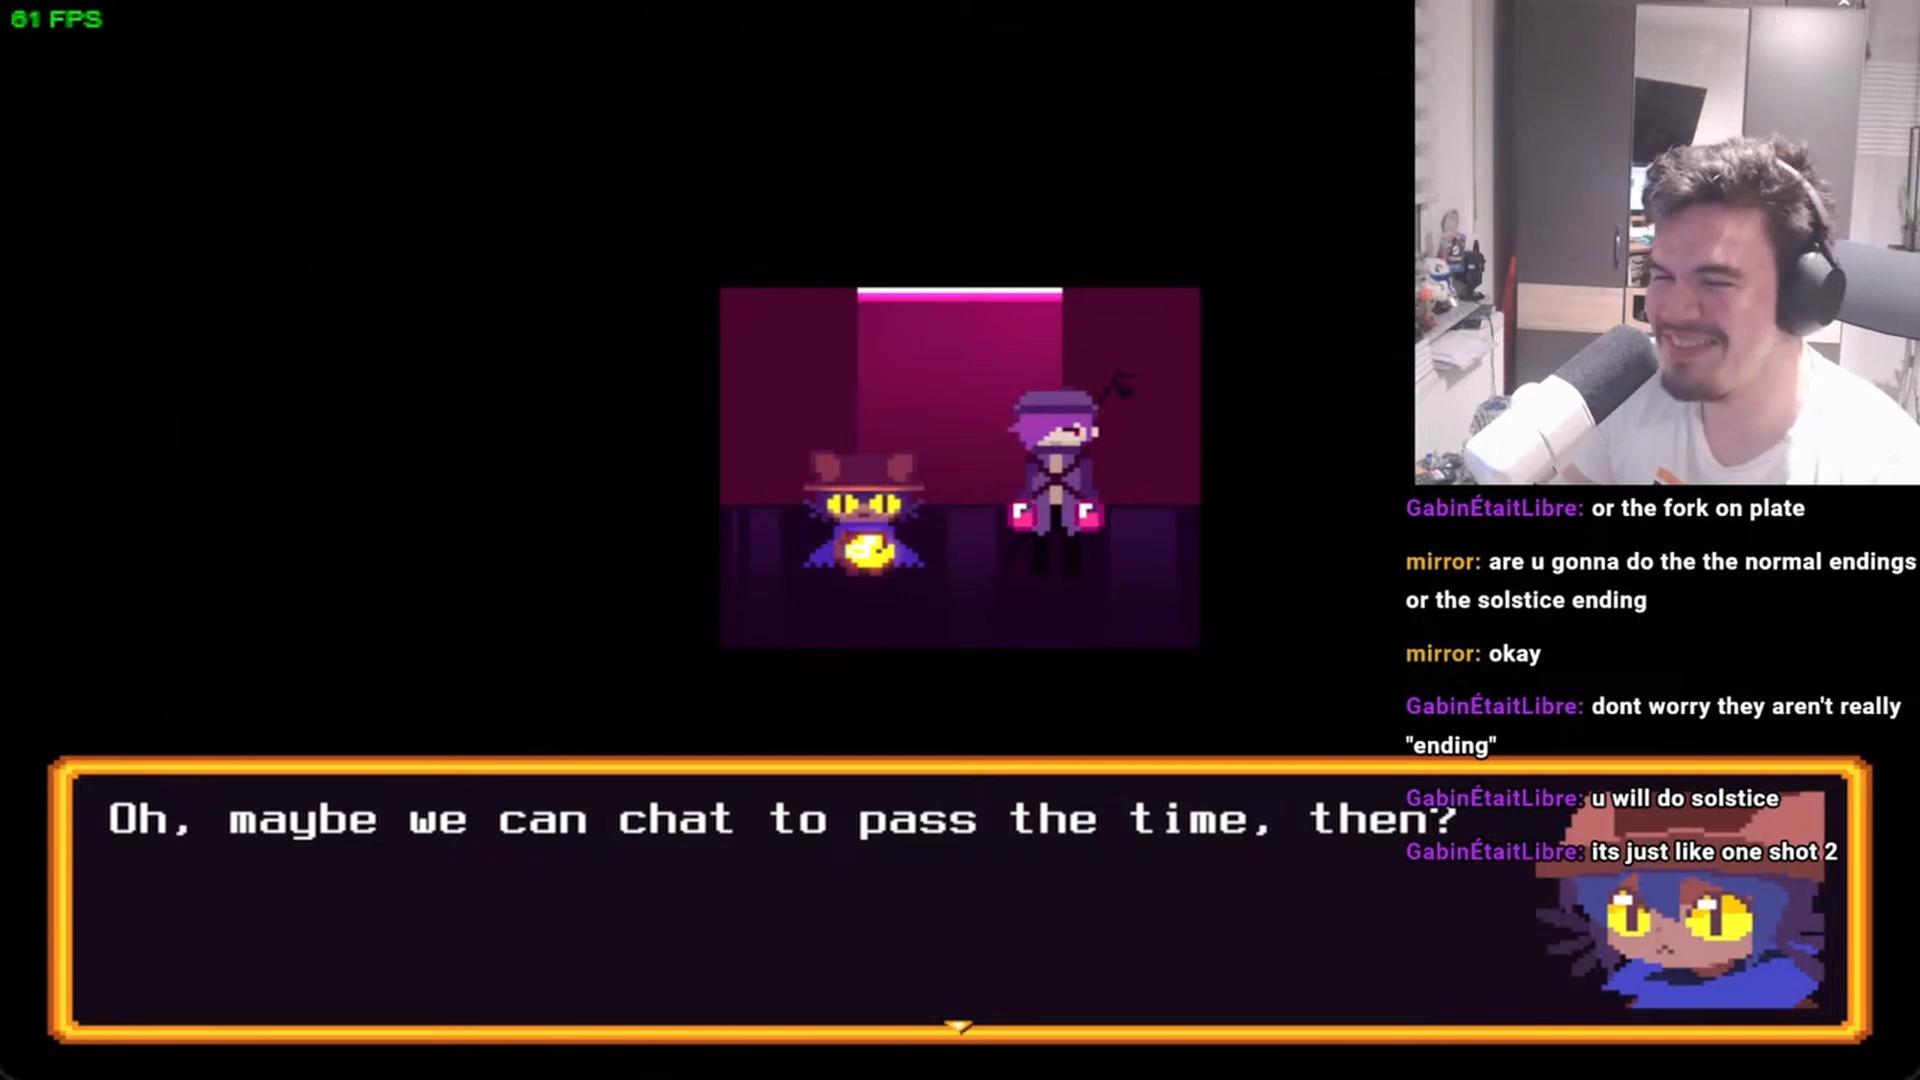 61 FPS
GabinÉtaitLibre: or the fork on plate
mirror: are u gonna do the the normal endings
or the solstice ending
mirror: okay
GabinÉtaitLibre: dont worry they aren't really
"ending"
GabinÉtaitLibre: u will do solstice
Oh, maybe we can chat to pass the time, then?
GabinÉtaitLibre: its just like one shot 2